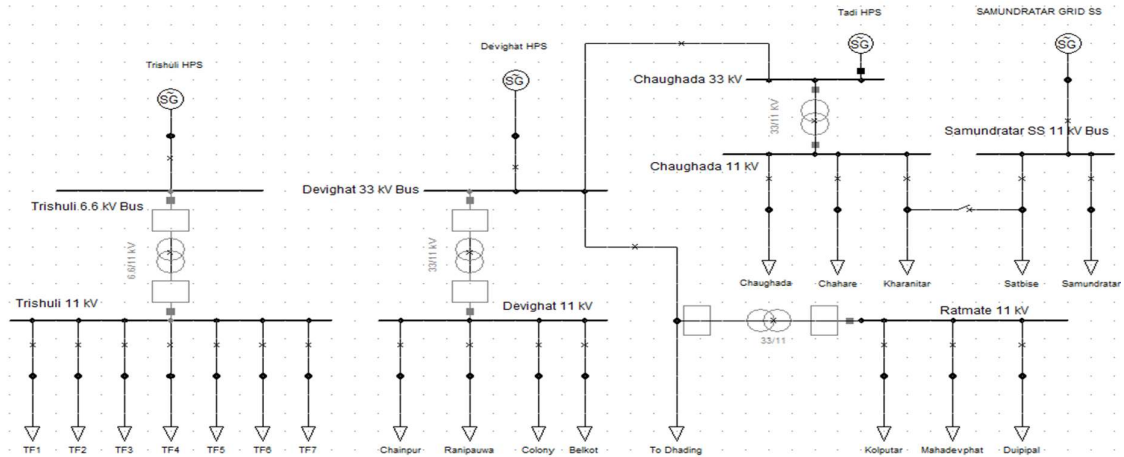 Tadi HPS
SAMUNDRATAR GRID SS
Trishuli HPS
Devighat HPS
SG
SG
SG
SG
Chaughada 33 kV
33/11 kV
Samundratar SS 11 kV Bus
Chaughada 11 kV
Trishuli 6.6 kV Bus
Devighat 33 kV Bus
6.6/11 kV
33/11 kV
Chaughada
Chahare
Kharanitar
Satbise
Samundratar
Trishuli 11 kV
Devighat 11 kV
Ratmate 11 kV
33/11
TF1
TF2
TF3
TF4
TF5
TF6
TF7
Chainpur
Ranipauwa
Colony
Belkot
To Dhading
Kolputar
Mahadevphat
Duipipal